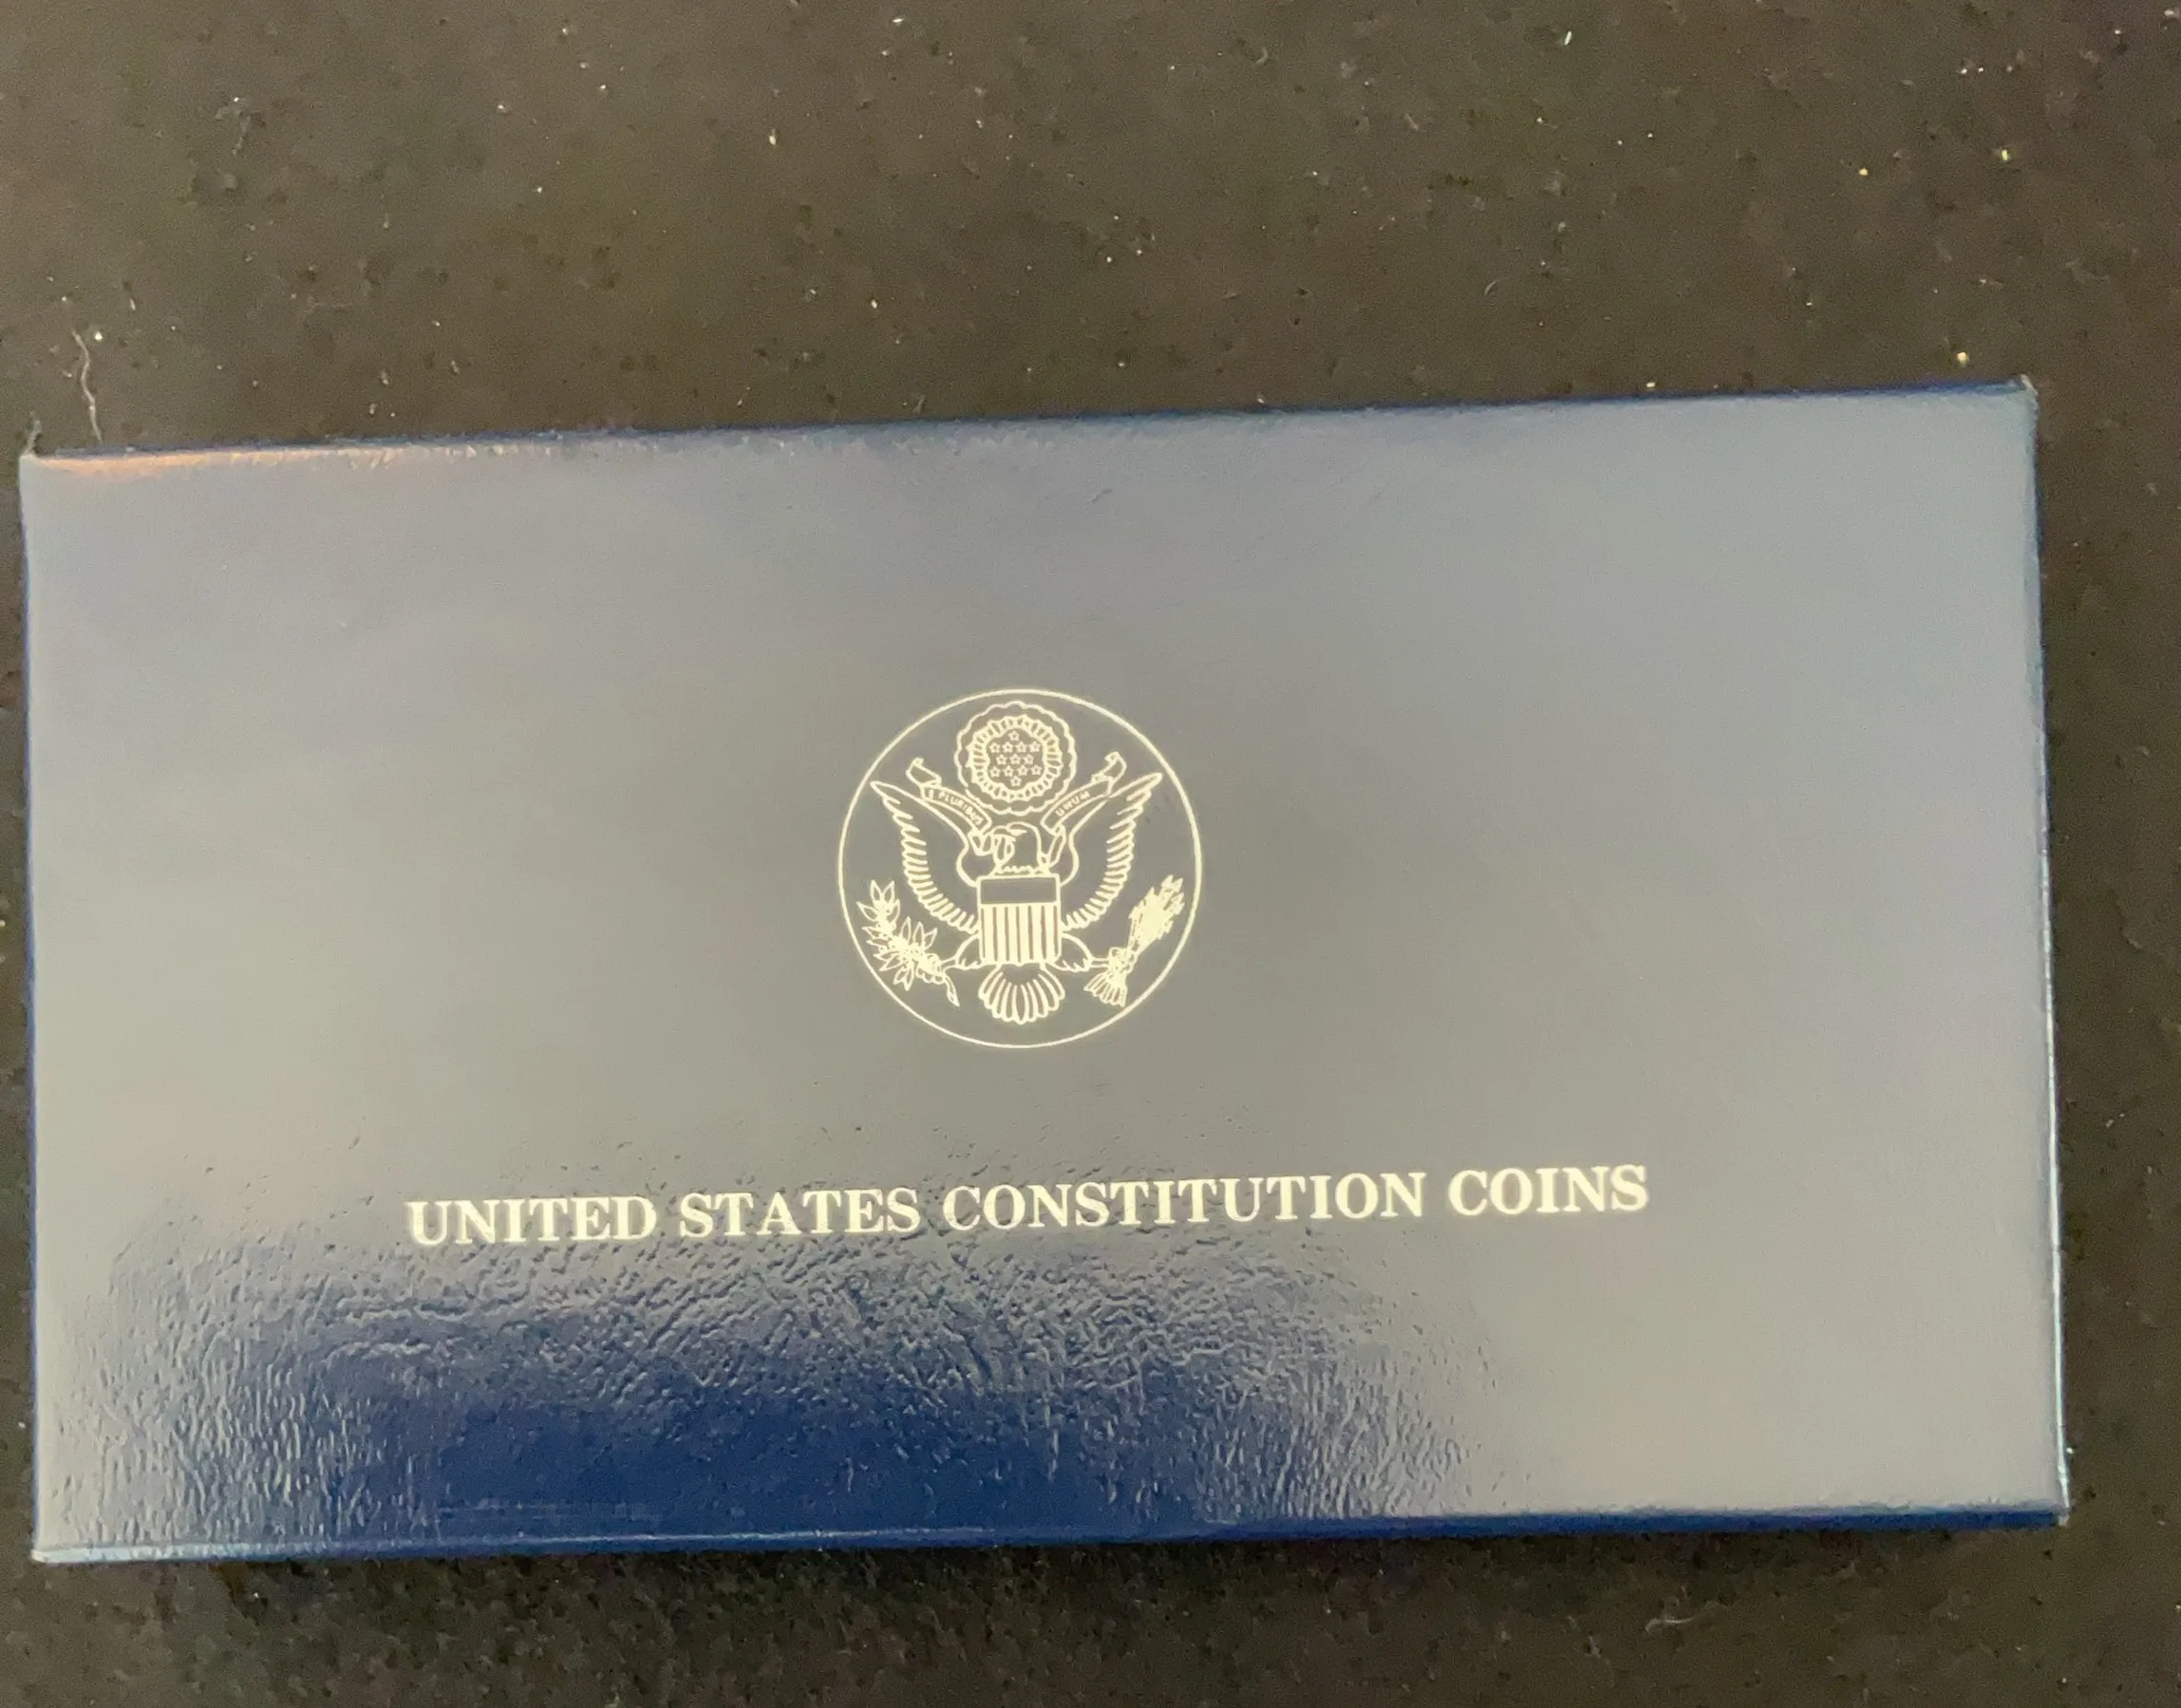 E PLURIBUS UNUM
UNITED STATES CONSTITUTION COINS